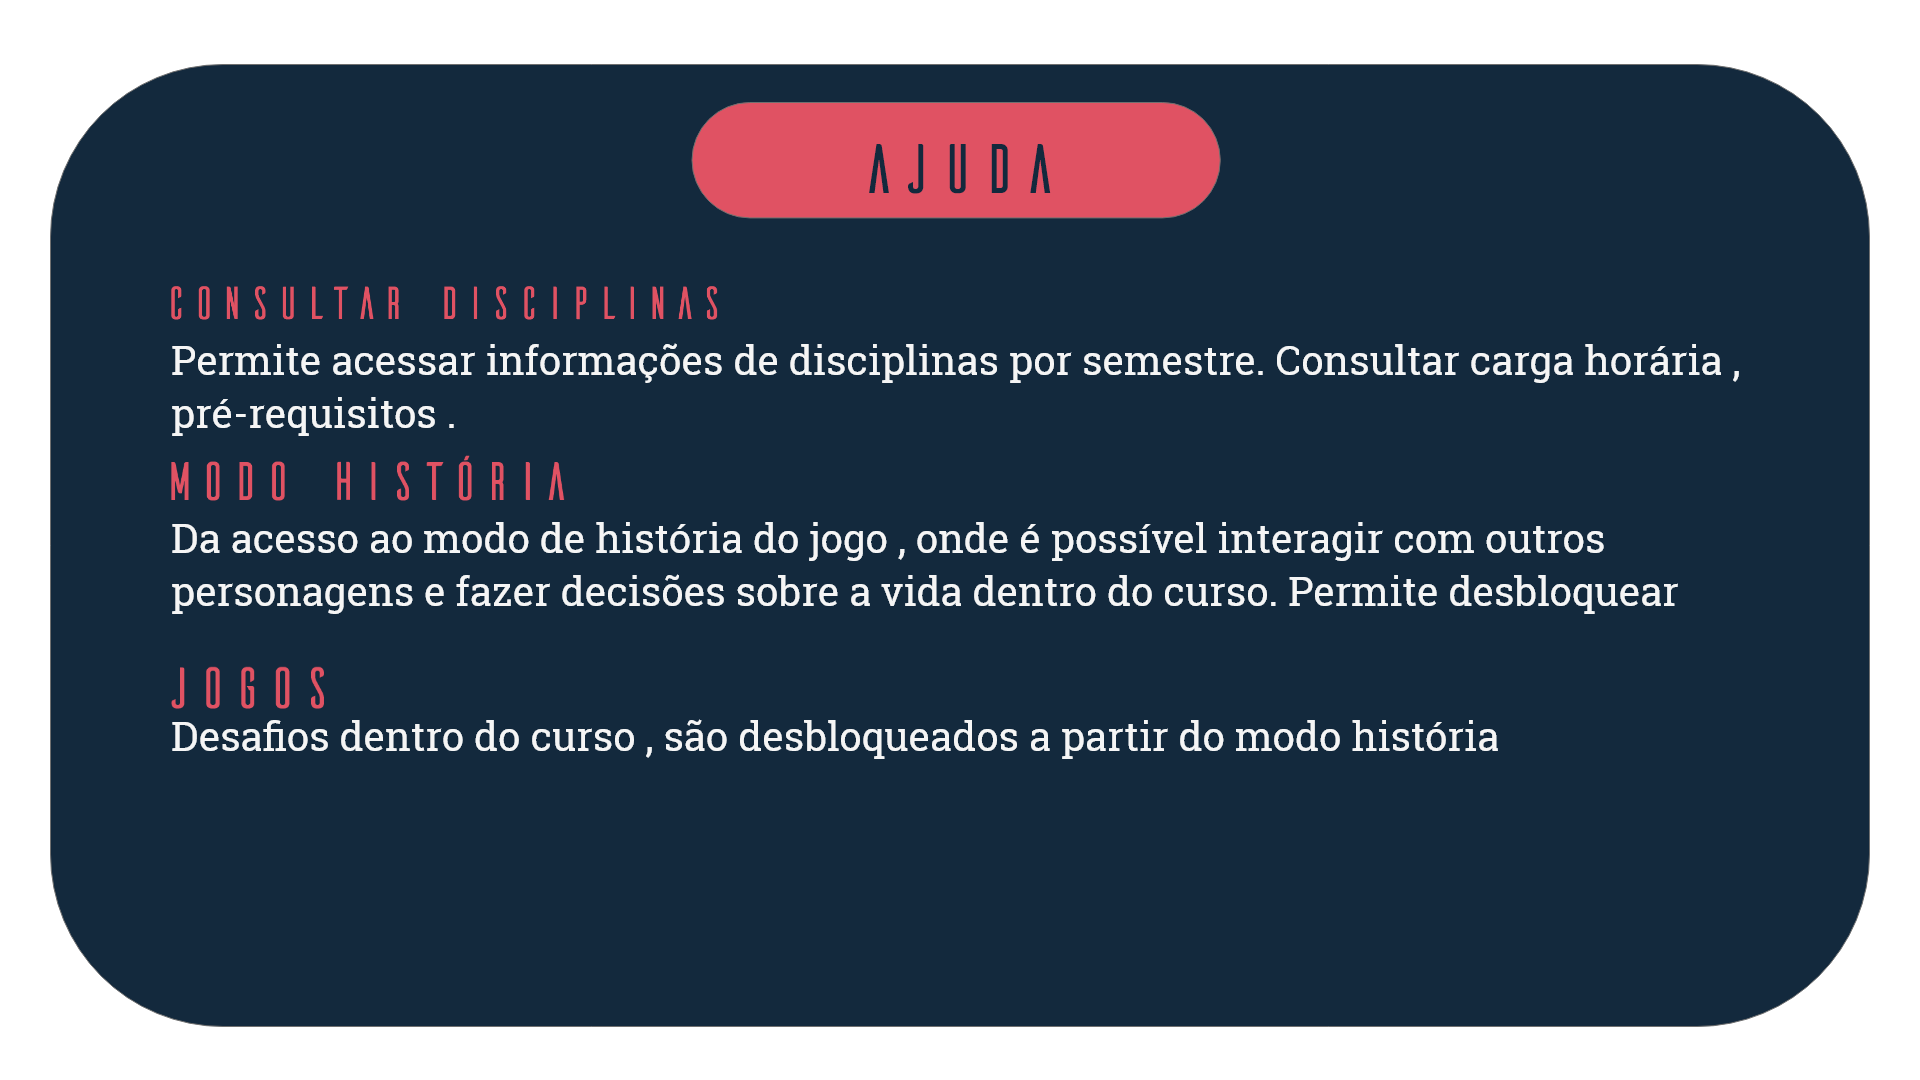 AJUDA
CONSULTAR DISCIPLINAS
Permite acessar informações de disciplinas por semestre. Consultar carga horária ,
pré-requisitos .
MODO HISTÓRIA
Da acesso ao modo de história do jogo , onde é possível interagir com outros
personagens e fazer decisões sobre a vida dentro do curso. Permite desbloquear
JOGOS
Desafios dentro do curso , são desbloqueados a partir do modo história